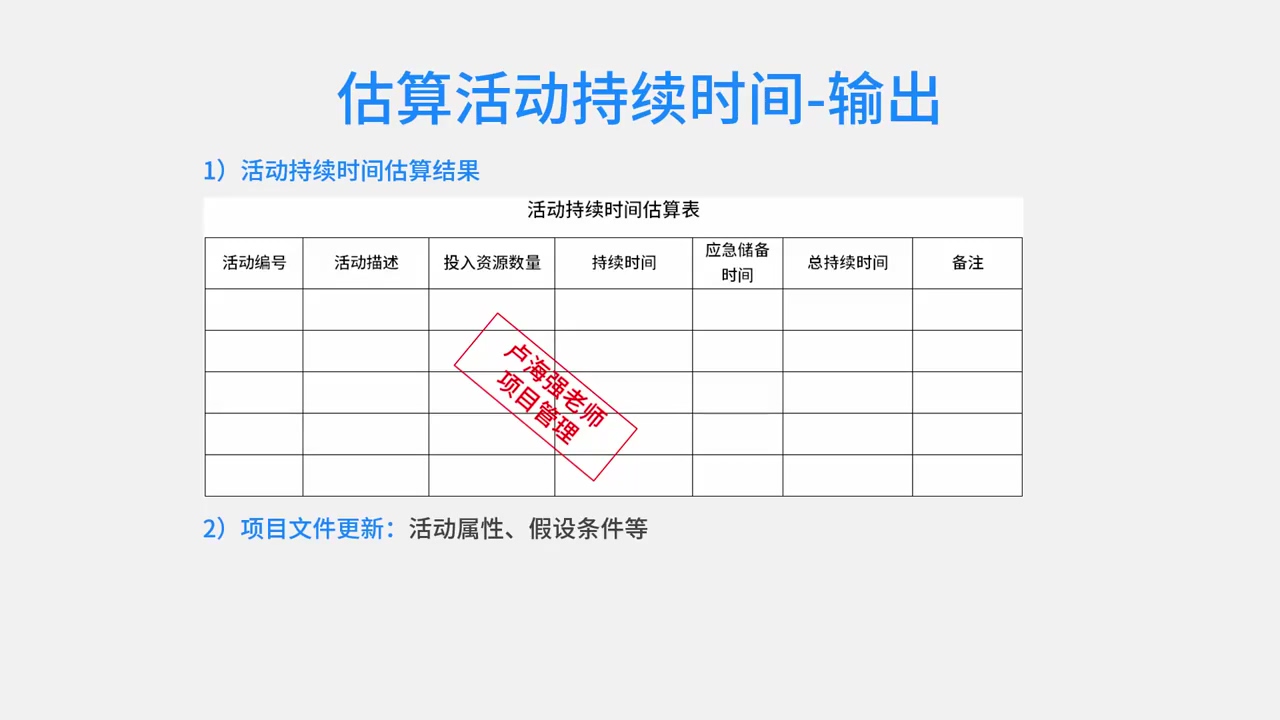 估算活动持续时间-输出
1）活动持续时间估算结果
活动持续时间估算表
活动编号 活动描述 投入资源数量 持续时间 应急储备时间 总持续时间 备注
卢海强老师
项目管理
2）项目文件更新：活动属性、假设条件等